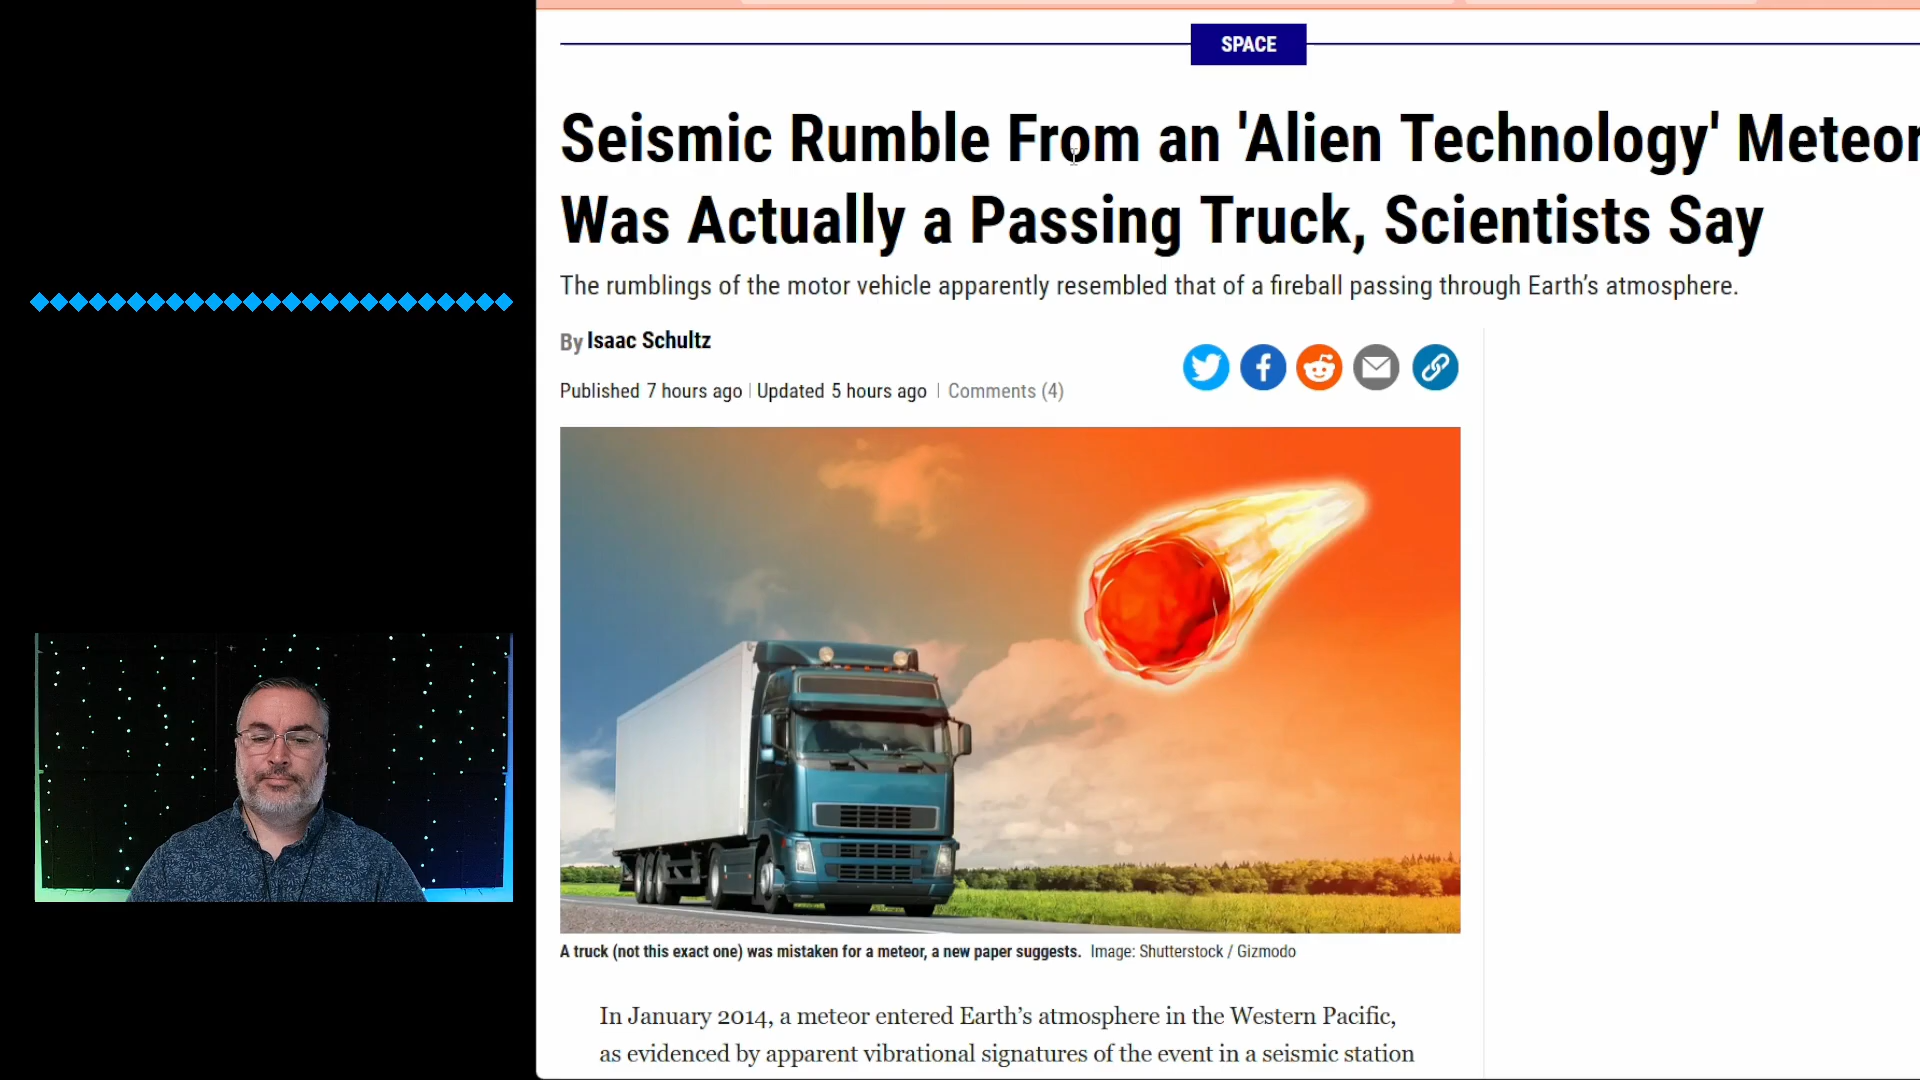 SPACE
Seismic Rumble From an 'Alien Technology' Meteor
Was Actually a Passing Truck, Scientists Say
The rumblings of the motor vehicle apparently resembled that of a fireball passing through Earth’s atmosphere.
By Isaac Schultz
Published 7 hours ago | Updated 5 hours ago | Comments (4)
A truck (not this exact one) was mistaken for a meteor, a new paper suggests. Image: Shutterstock / Gizmodo
In January 2014, a meteor entered Earth’s atmosphere in the Western Pacific,
as evidenced by apparent vibrational signatures of the event in a seismic station